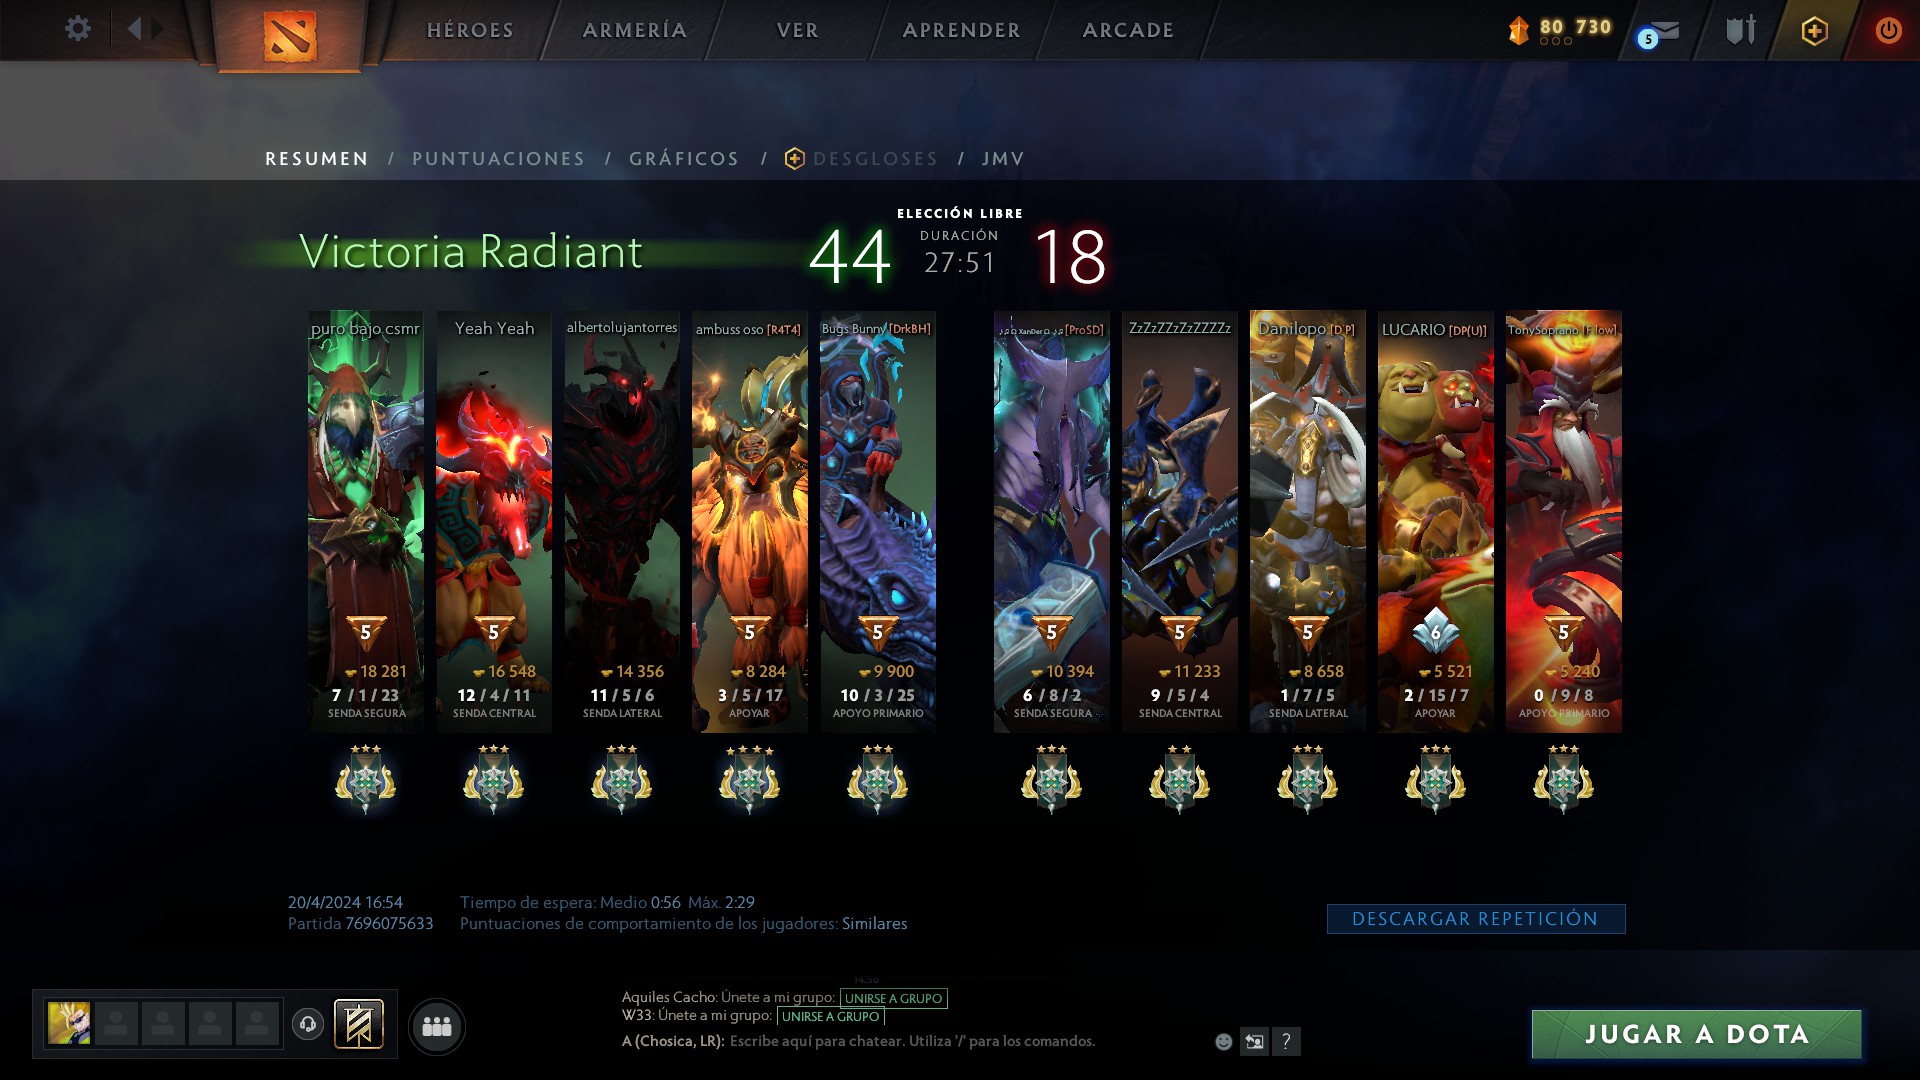 HÉROES
ARMERÍA
VER
APRENDER
ARCADE
80 730
5
RESUMEN / PUNTUACIONES / GRÁFICOS / DESGLOSES / JMV
ELECCIÓN LIBRE
Victoria Radiant
44
DURACIÓN
27:51
18
puro bajo csmr
Yeah Yeah
albertolujantorres
ambuss oso [R4T4]
Bugs Bunny [DrkBH]
XanDer [ProSD]
ZzZzZZzZzZZZZz
Danilopo [D P]
LUCARIO [DP(U)]
TonySoprano [F low]
5 5 5 5 5 5 5 6 5
18 281
16 548
14 356
8 284
9 900
10 394
11 233
8 658
5 521
5 240
7 / 1 / 23
12 / 4 / 11
11 / 5 / 6
3 / 5 / 17
10 / 3 / 25
6 / 8 / 2
9 / 5 / 4
1 / 7 / 5
2 / 15 / 7
0 / 9 / 8
SENDA SEGURA
SENDA CENTRAL
SENDA LATERAL
APOYAR
APOYO PRIMARIO
SENDA SEGURA
SENDA CENTRAL
SENDA LATERAL
APOYAR
APOYO PRIMARIO
20/4/2024 16:54
Tiempo de espera: Medio 0:56 Máx. 2:29
Partida 7696075633
Puntuaciones de comportamiento de los jugadores: Similares
DESCARGAR REPETICIÓN
Aquiles Cacho: Únete a mi grupo: UNIRSE A GRUPO
W33: Únete a mi grupo: UNIRSE A GRUPO
A (Chosica, LR): Escribe aquí para chatear. Utiliza '/' para los comandos.
?
JUGAR A DOTA